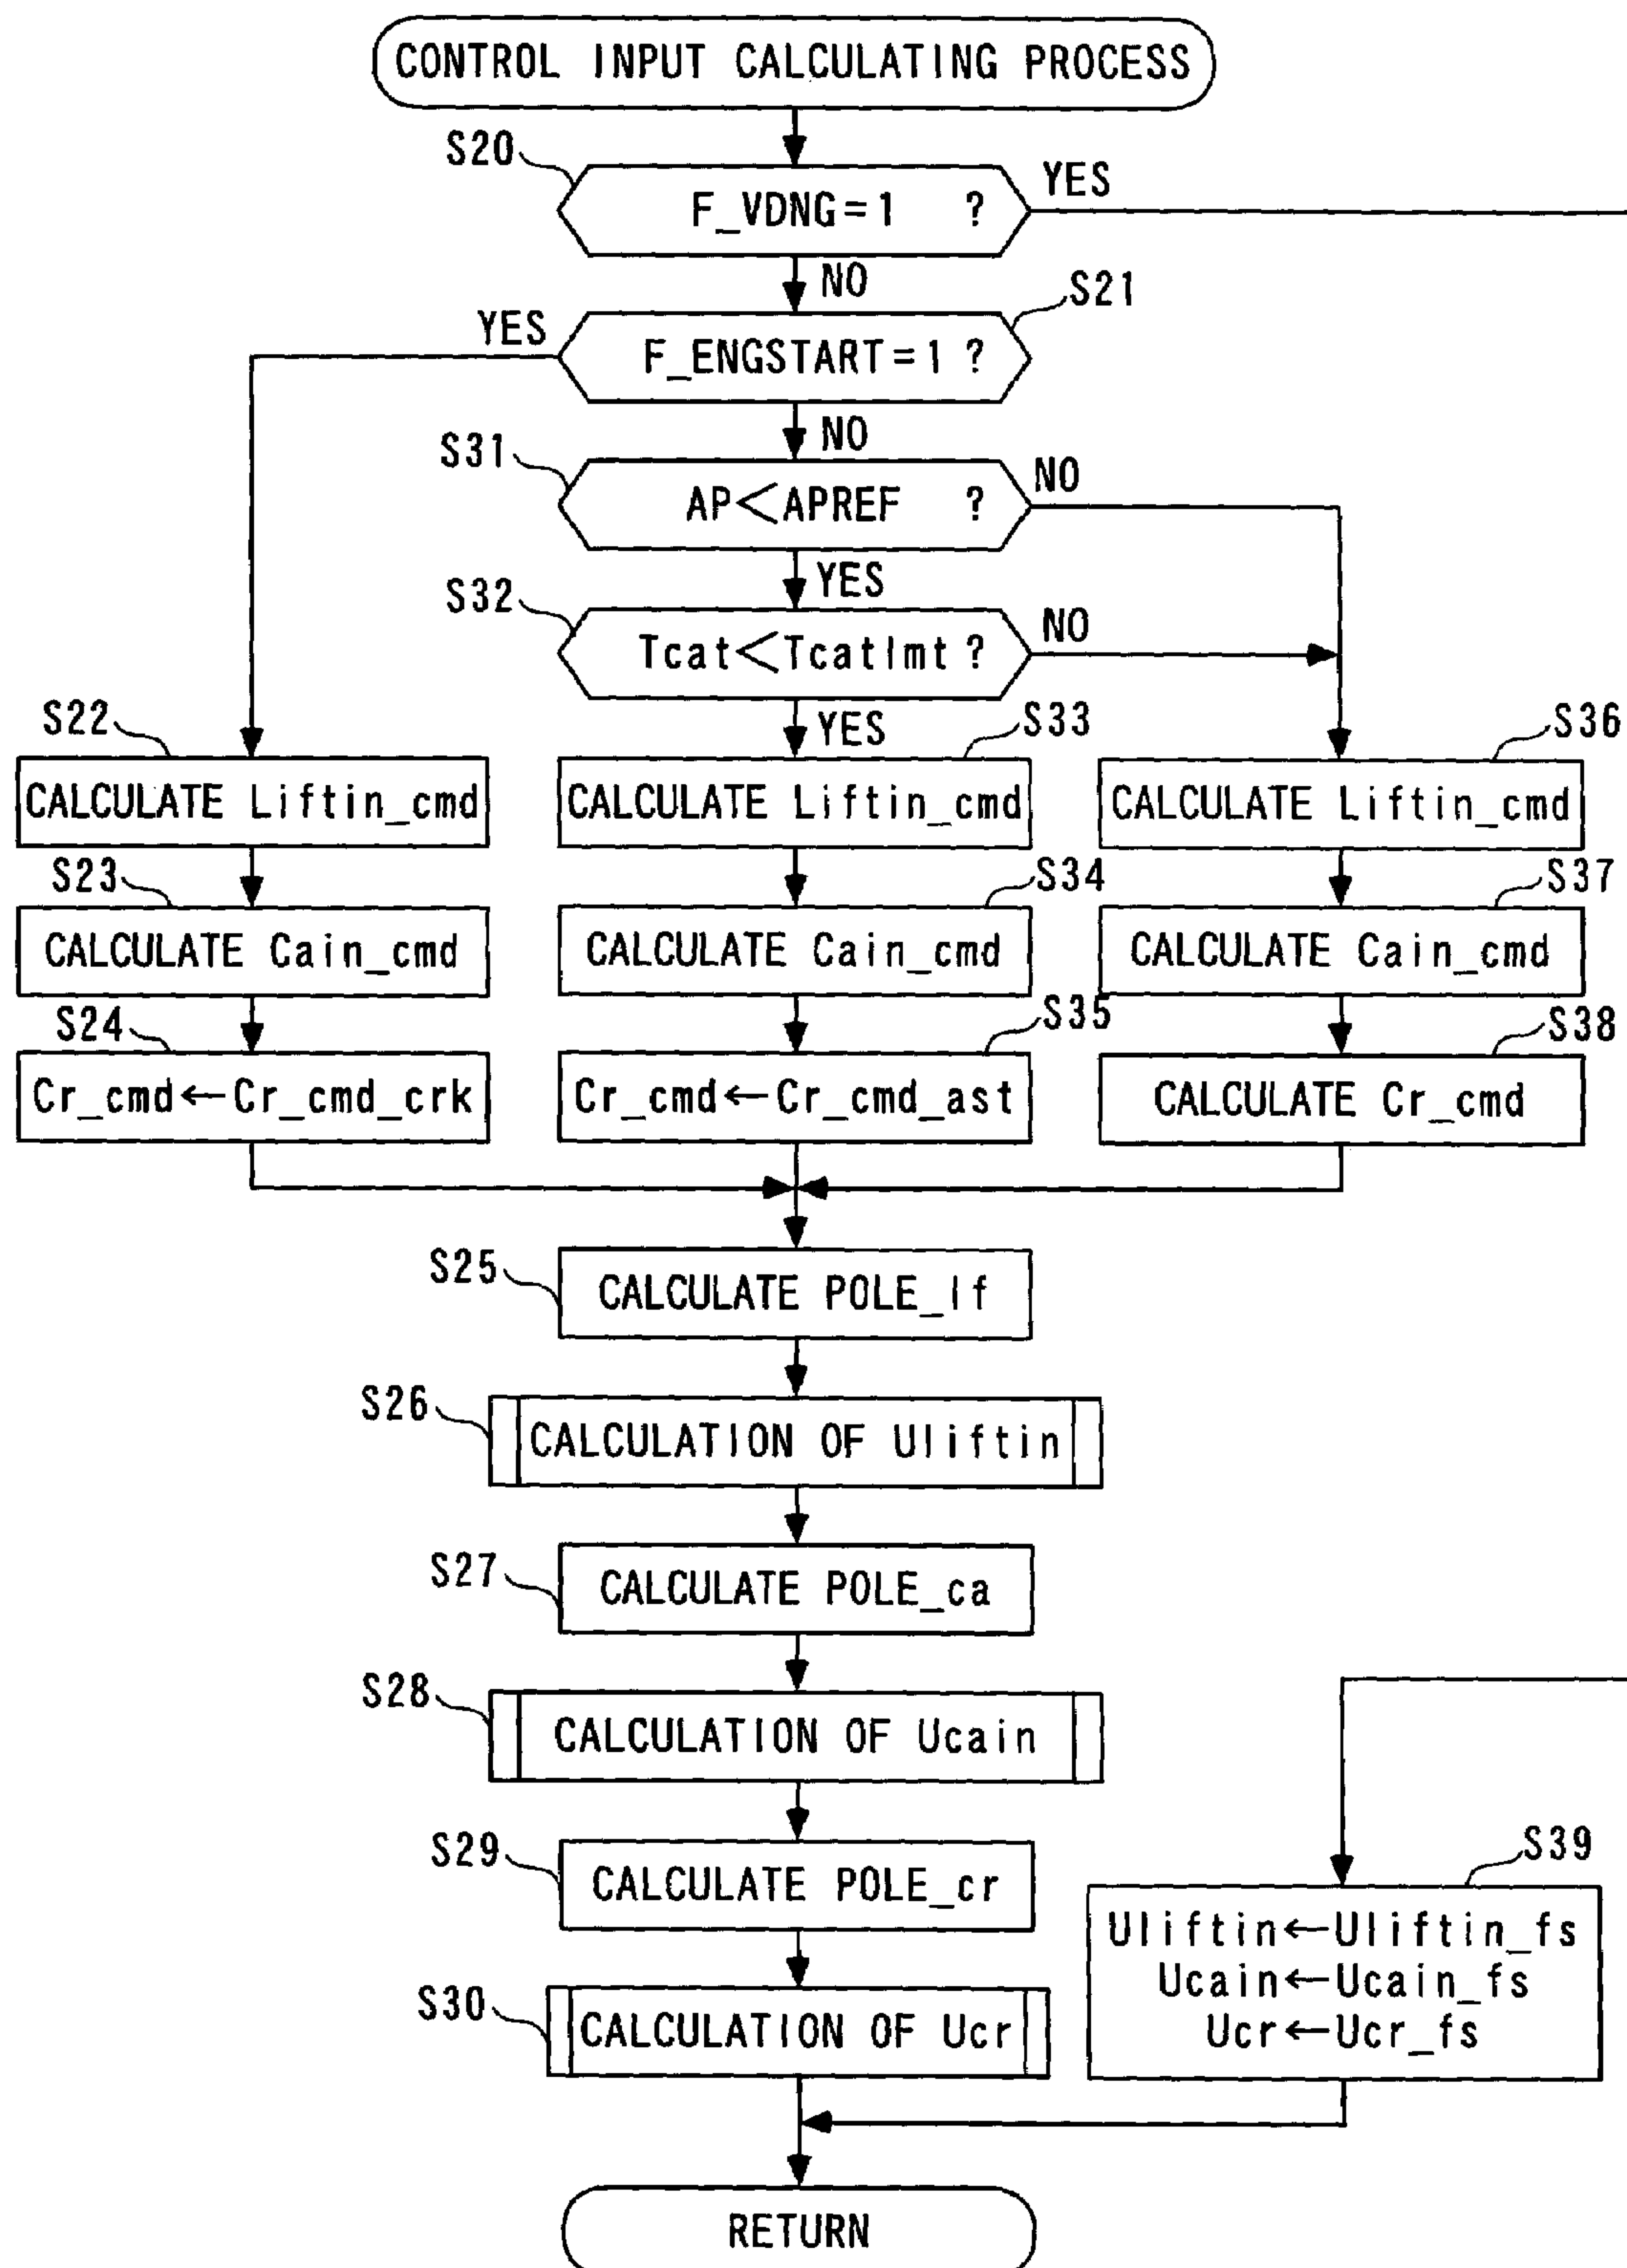 CONTROL INPUT CALCULATING PROCESS
S20
F_VDNG=1 ?
YES
NO
S21
YES
F_ENGSTART=1 ?
NO
S31
AP<APREF ?
NO
YES
S32
Tcat<Tcatlmt ?
NO
YES
S22
CALCULATE Liftin_cmd
S33
CALCULATE Liftin_cmd
S36
CALCULATE Liftin_cmd
S23
CALCULATE Cain_cmd
S34
CALCULATE Cain_cmd
S37
CALCULATE Cain_cmd
S24
Cr_cmd←Cr_cmd_crk
S35
Cr_cmd←Cr_cmd_ast
S38
CALCULATE Cr_cmd
S25
CALCULATE POLE_lf
S26
CALCULATION OF Uliftin
S27
CALCULATE POLE_ca
S28
CALCULATION OF Ucain
S29
CALCULATE POLE_cr
S30
CALCULATION OF Ucr
S39
Uliftin←Uliftin_fs
Ucain←Ucain_fs
Ucr←Ucr_fs
RETURN